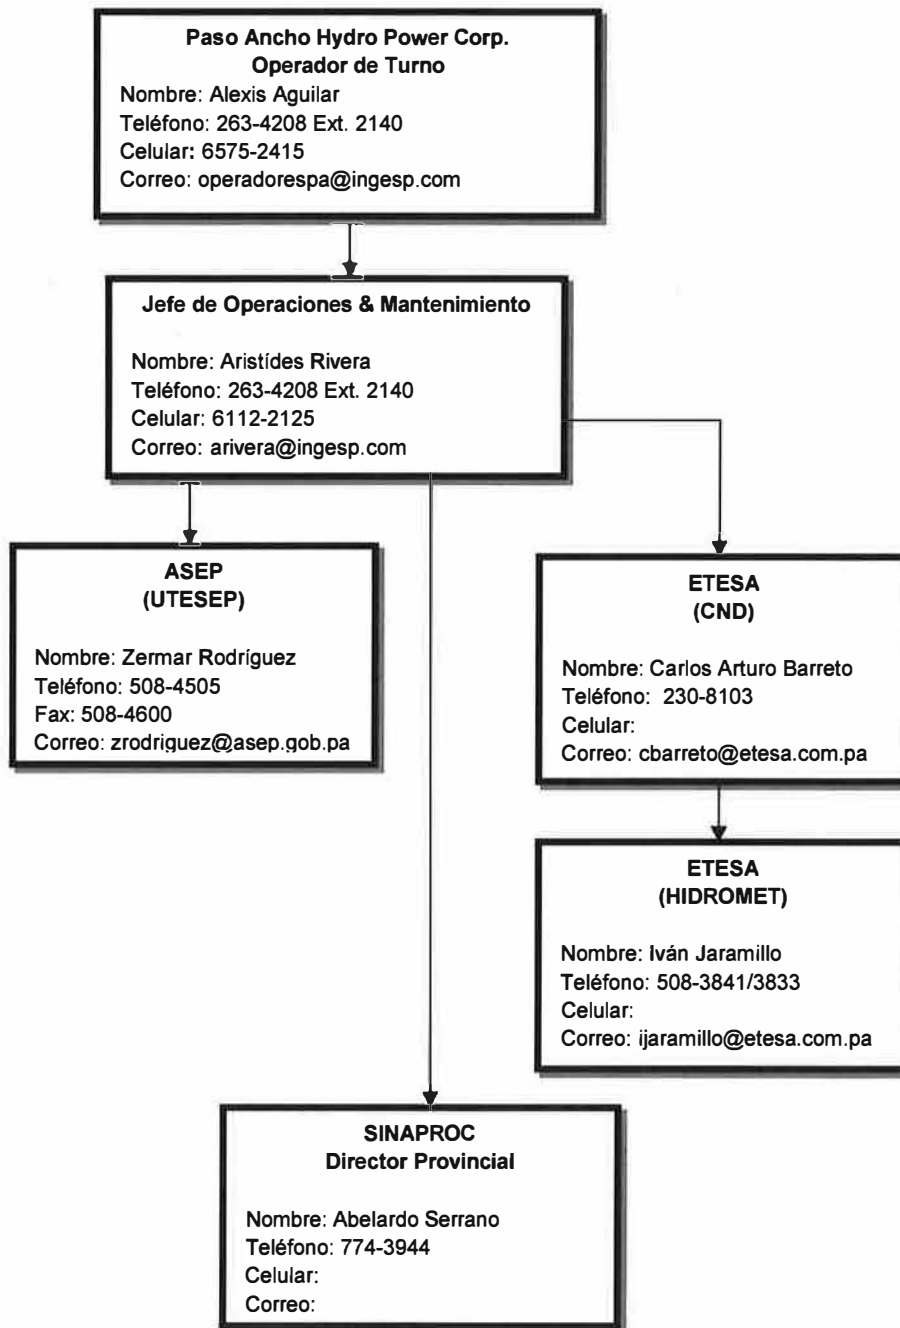 Paso Ancho Hydro Power Corp.
Operador de Turno
Nombre: Alexis Aguilar
Teléfono: 263-4208 Ext. 2140
Celular: 6575-2415
Correo: operadorespa@ingesp.com
Jefe de Operaciones & Mantenimiento
Nombre: Aristídes Rivera
Teléfono: 263-4208 Ext. 2140
Celular: 6112-2125
Correo: arivera@ingesp.com
ASEP
(UTESEP)
Nombre: Zermar Rodríguez
Teléfono: 508-4505
Fax: 508-4600
Correo: zrodriguez@asep.gob.pa
ETESA
(CND)
Nombre: Carlos Arturo Barreto
Teléfono: 230-8103
Celular:
Correo: cbarreto@etesa.com.pa
ETESA
(HIDROMET)
Nombre: Iván Jaramillo
Teléfono: 508-3841/3833
Celular:
Correo: ijaramillo@etesa.com.pa
SINAPROC
Director Provincial
Nombre: Abelardo Serrano
Teléfono: 774-3944
Celular:
Correo: